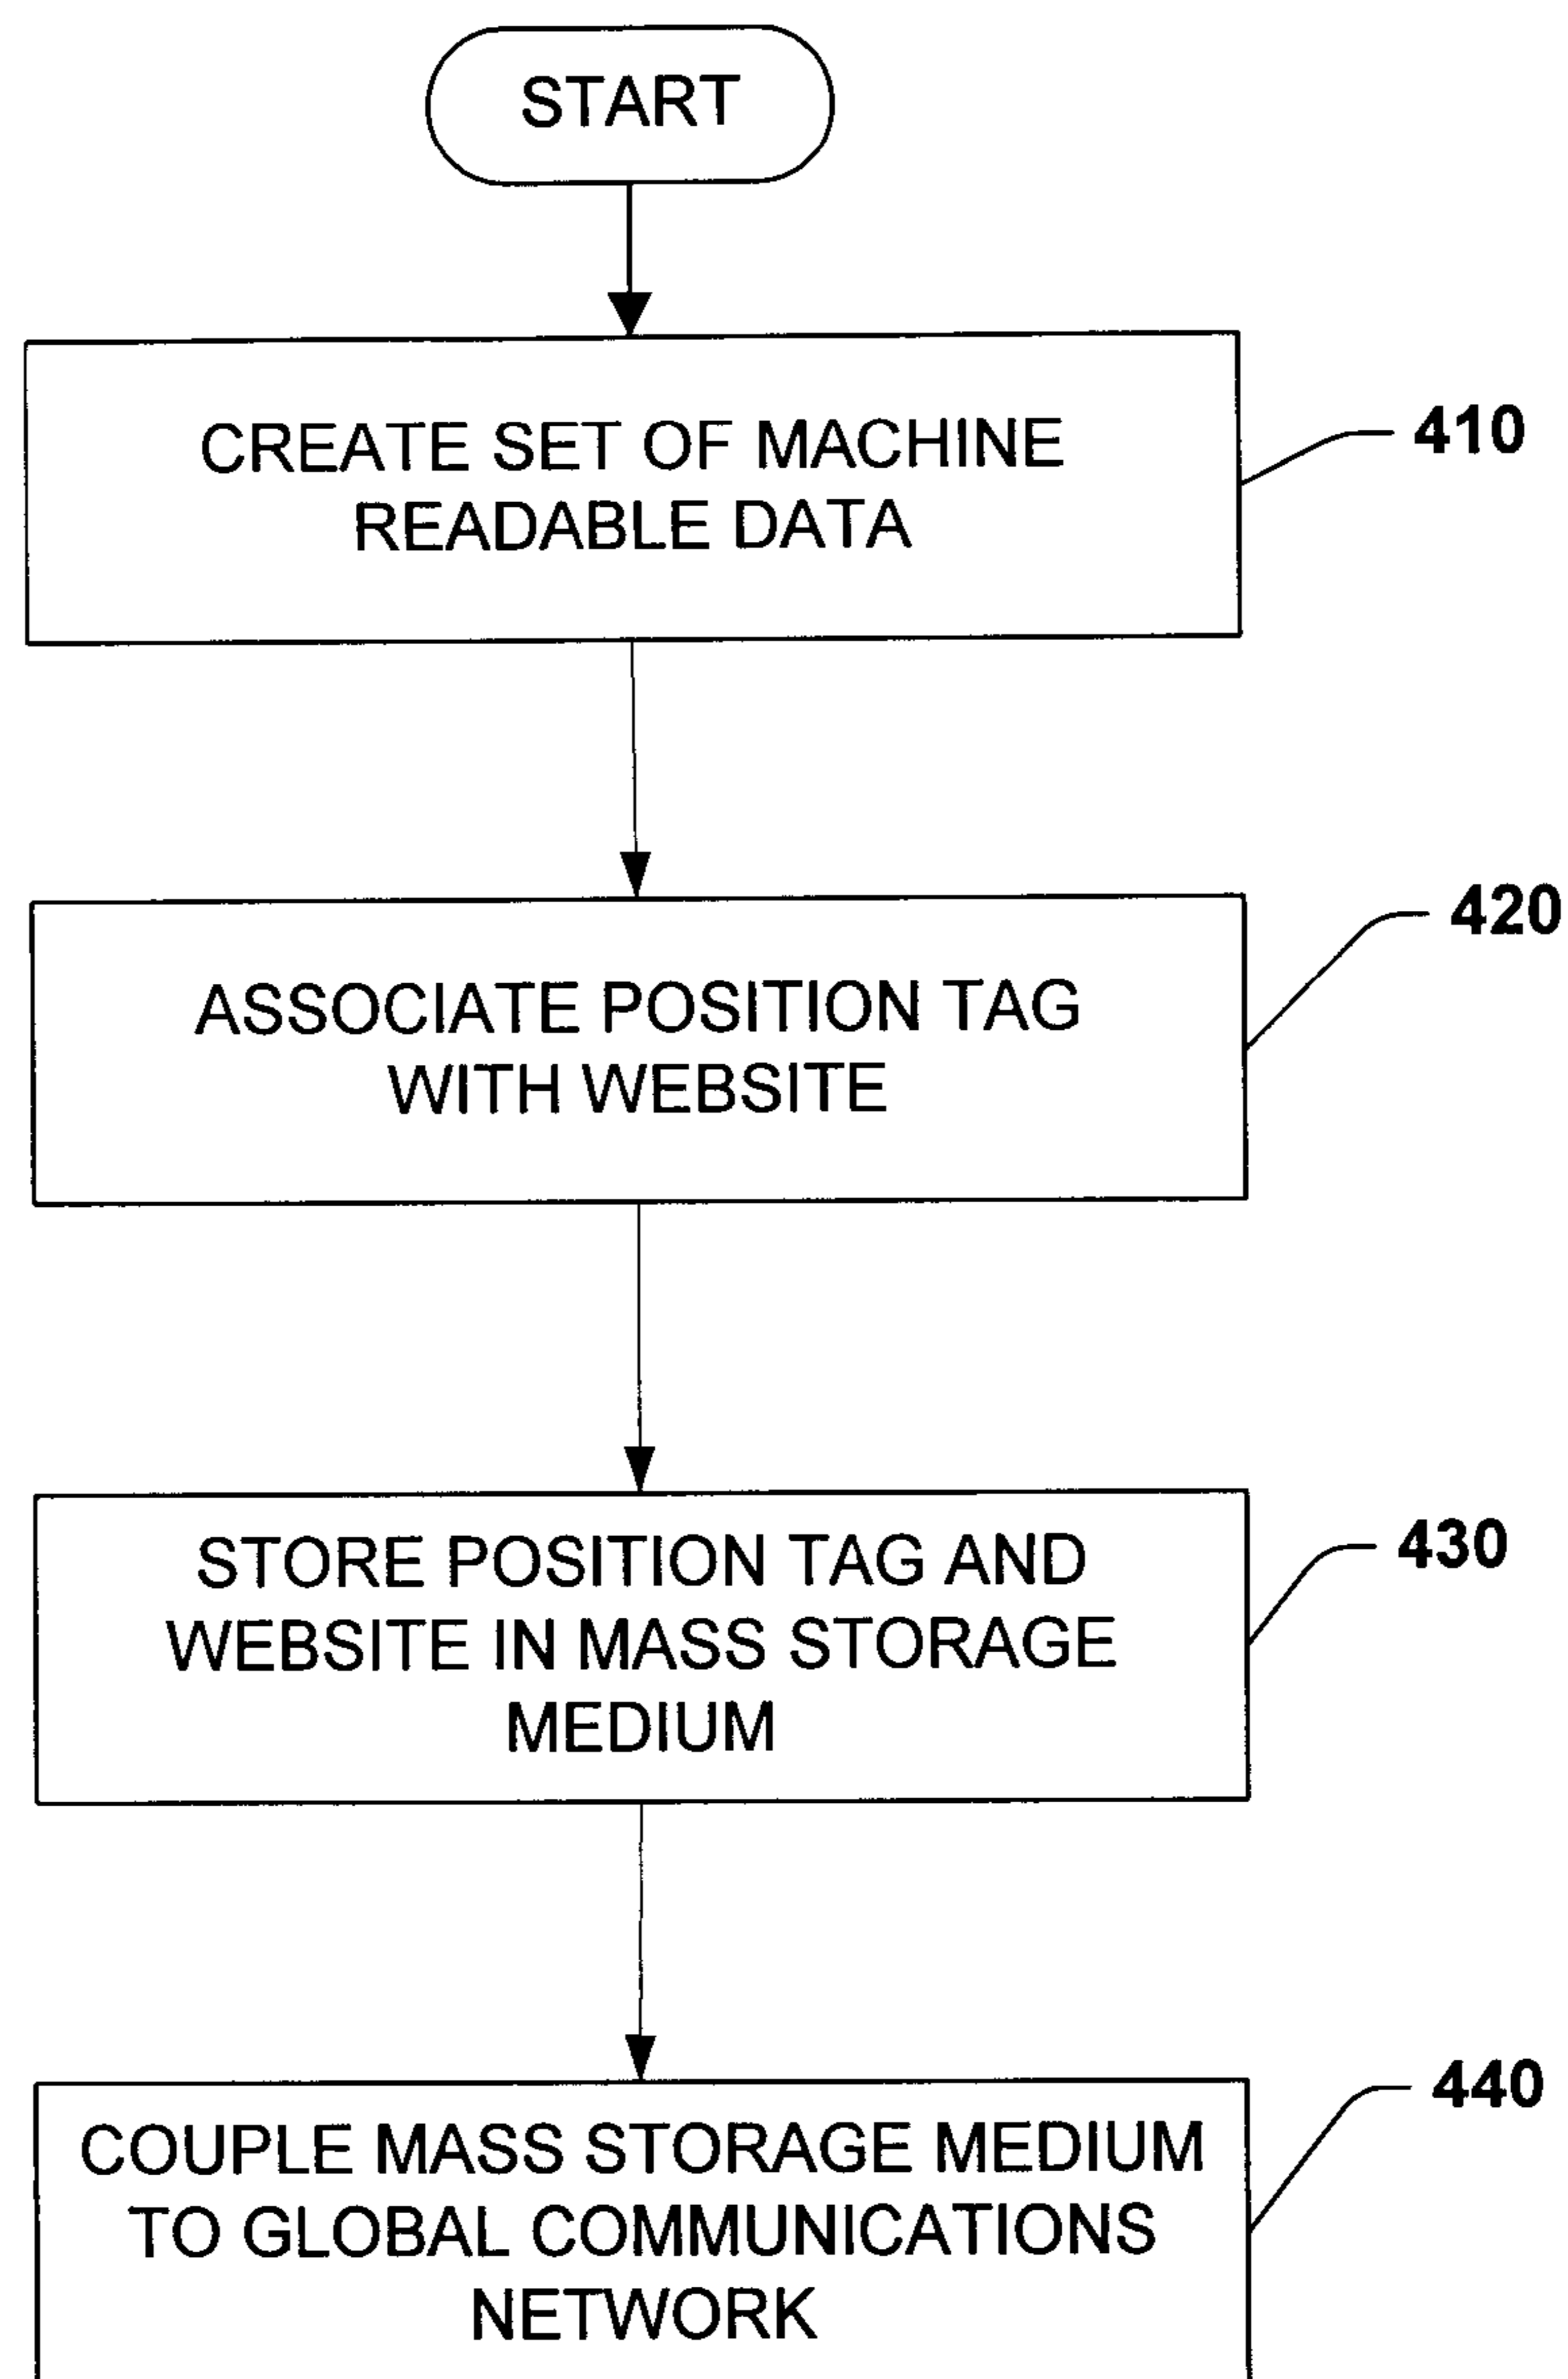 START
CREATE SET OF MACHINE
READABLE DATA
410
ASSOCIATE POSITION TAG
WITH WEBSITE
420
STORE POSITION TAG AND
WEBSITE IN MASS STORAGE
MEDIUM
430
COUPLE MASS STORAGE MEDIUM
TO GLOBAL COMMUNICATIONS
NETWORK
440